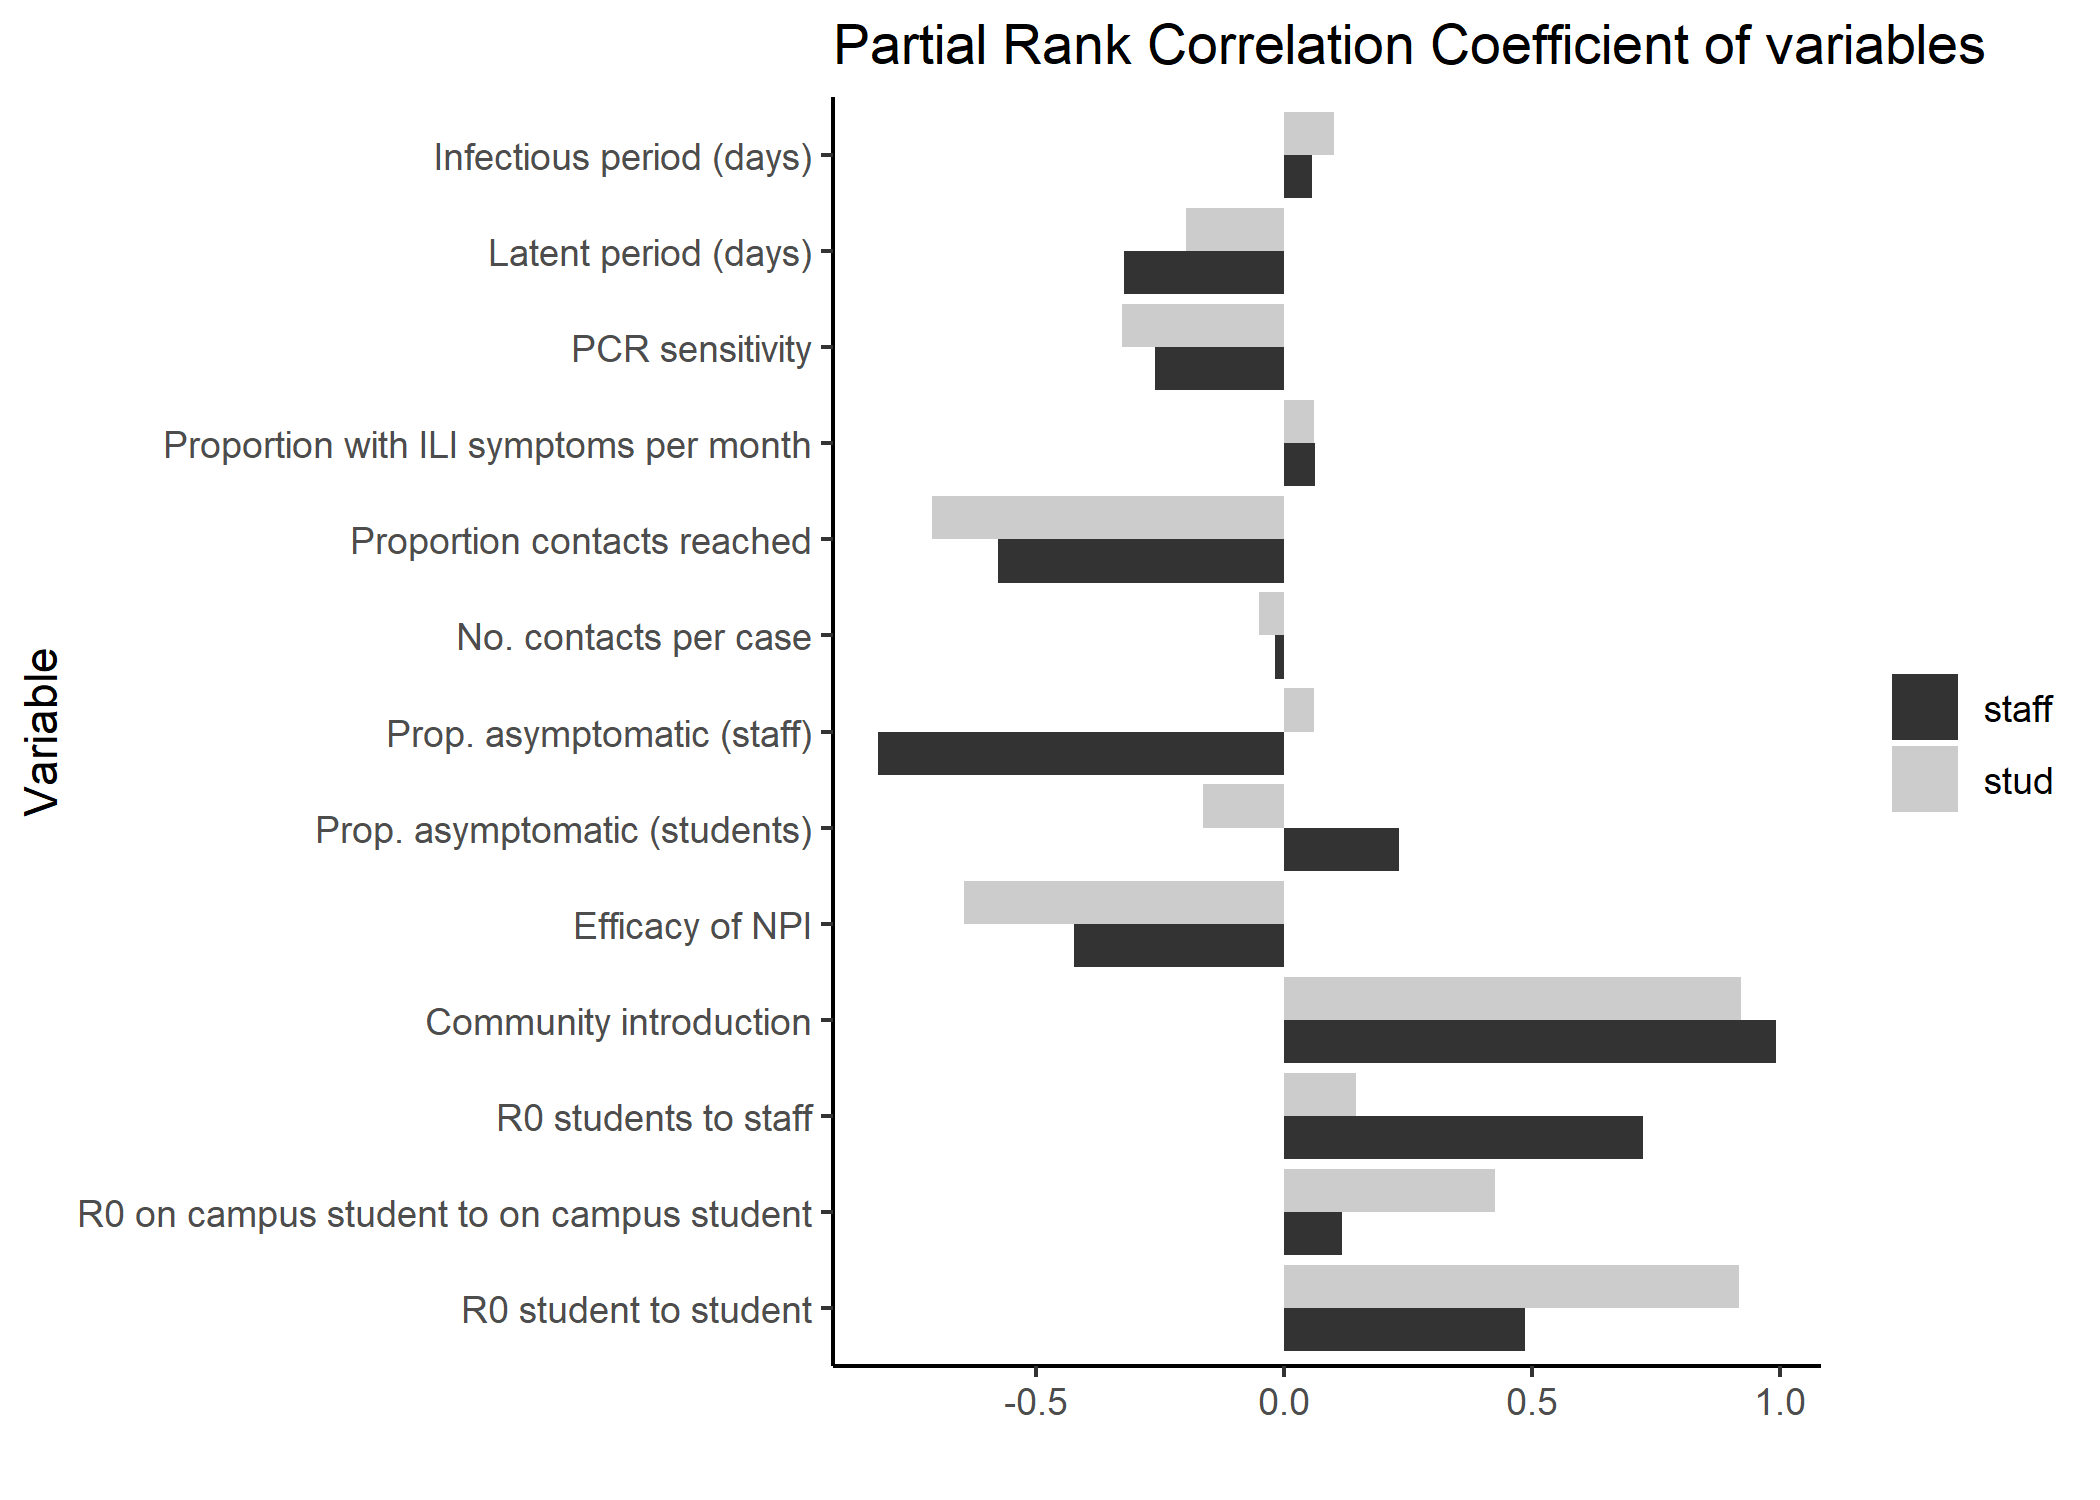 Partial Rank Correlation Coefficient of variables
Variable
Infectious period (days)
Latent period (days)
PCR sensitivity
Proportion with ILI symptoms per month
Proportion contacts reached
No. contacts per case
Prop. asymptomatic (staff)
Prop. asymptomatic (students)
Efficacy of NPI
Community introduction
R0 students to staff
R0 on campus student to on campus student
R0 student to student
-0.5 0.0 0.5 1.0
staff
stud